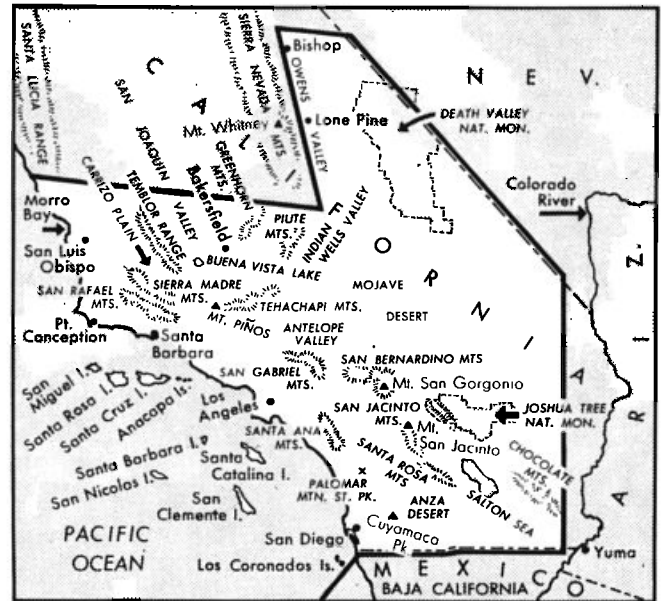 SANTA LUCIA RANGE
SAN JOAQUIN VALLEY
SIERRA NEVADA MTS.
Bishop
OWENS VALLEY
Lone Pine
Mt. Whitney
GREENHORN MTS.
N E V.
DEATH VALLEY
NAT. MON.
Colorado
River
C A L I F O R N I A
CARRIZO PLAIN
TEMBLOR RANGE
Bakersfield
Morro
Bay
San Luis
Obispo
PIUTE
MTS.
INDIAN
WELLS VALLEY
BUENA VISTA LAKE
MOJAVE
DESERT
SAN RAFAEL
MTS.
SIERRA MADRE
MTS.
TEHACHAPI MTS.
MT. PIÑOS
ANTELOPE
VALLEY
Pt.
Conception
Santa
Barbara
SAN
GABRIEL
MTS.
SAN BERNARDINO MTS
Mt. San Gorgonio
San
Miguel I.
Santa Rosa I.
Santa Cruz I.
Anacapa Is.
Los
Angeles
SAN JACINTO
MTS.
Mt.
San Jacinto
JOSHUA TREE
NAT. MON.
A R I Z.
SANTA ANA
MTS.
SANTA ROSA
MTS
CHOCOLATE
MTS.
Santa Barbara I.
San Nicolas I.
Santa
Catalina I.
San
Clemente I.
PALOMAR
MTN. ST. PK.
ANZA
DESERT
SALTON SEA
Cuyamaca
Pk
San Diego
Los Coronados Is.
PACIFIC
OCEAN
Yuma
M E X I C O
BAJA CALIFORNIA